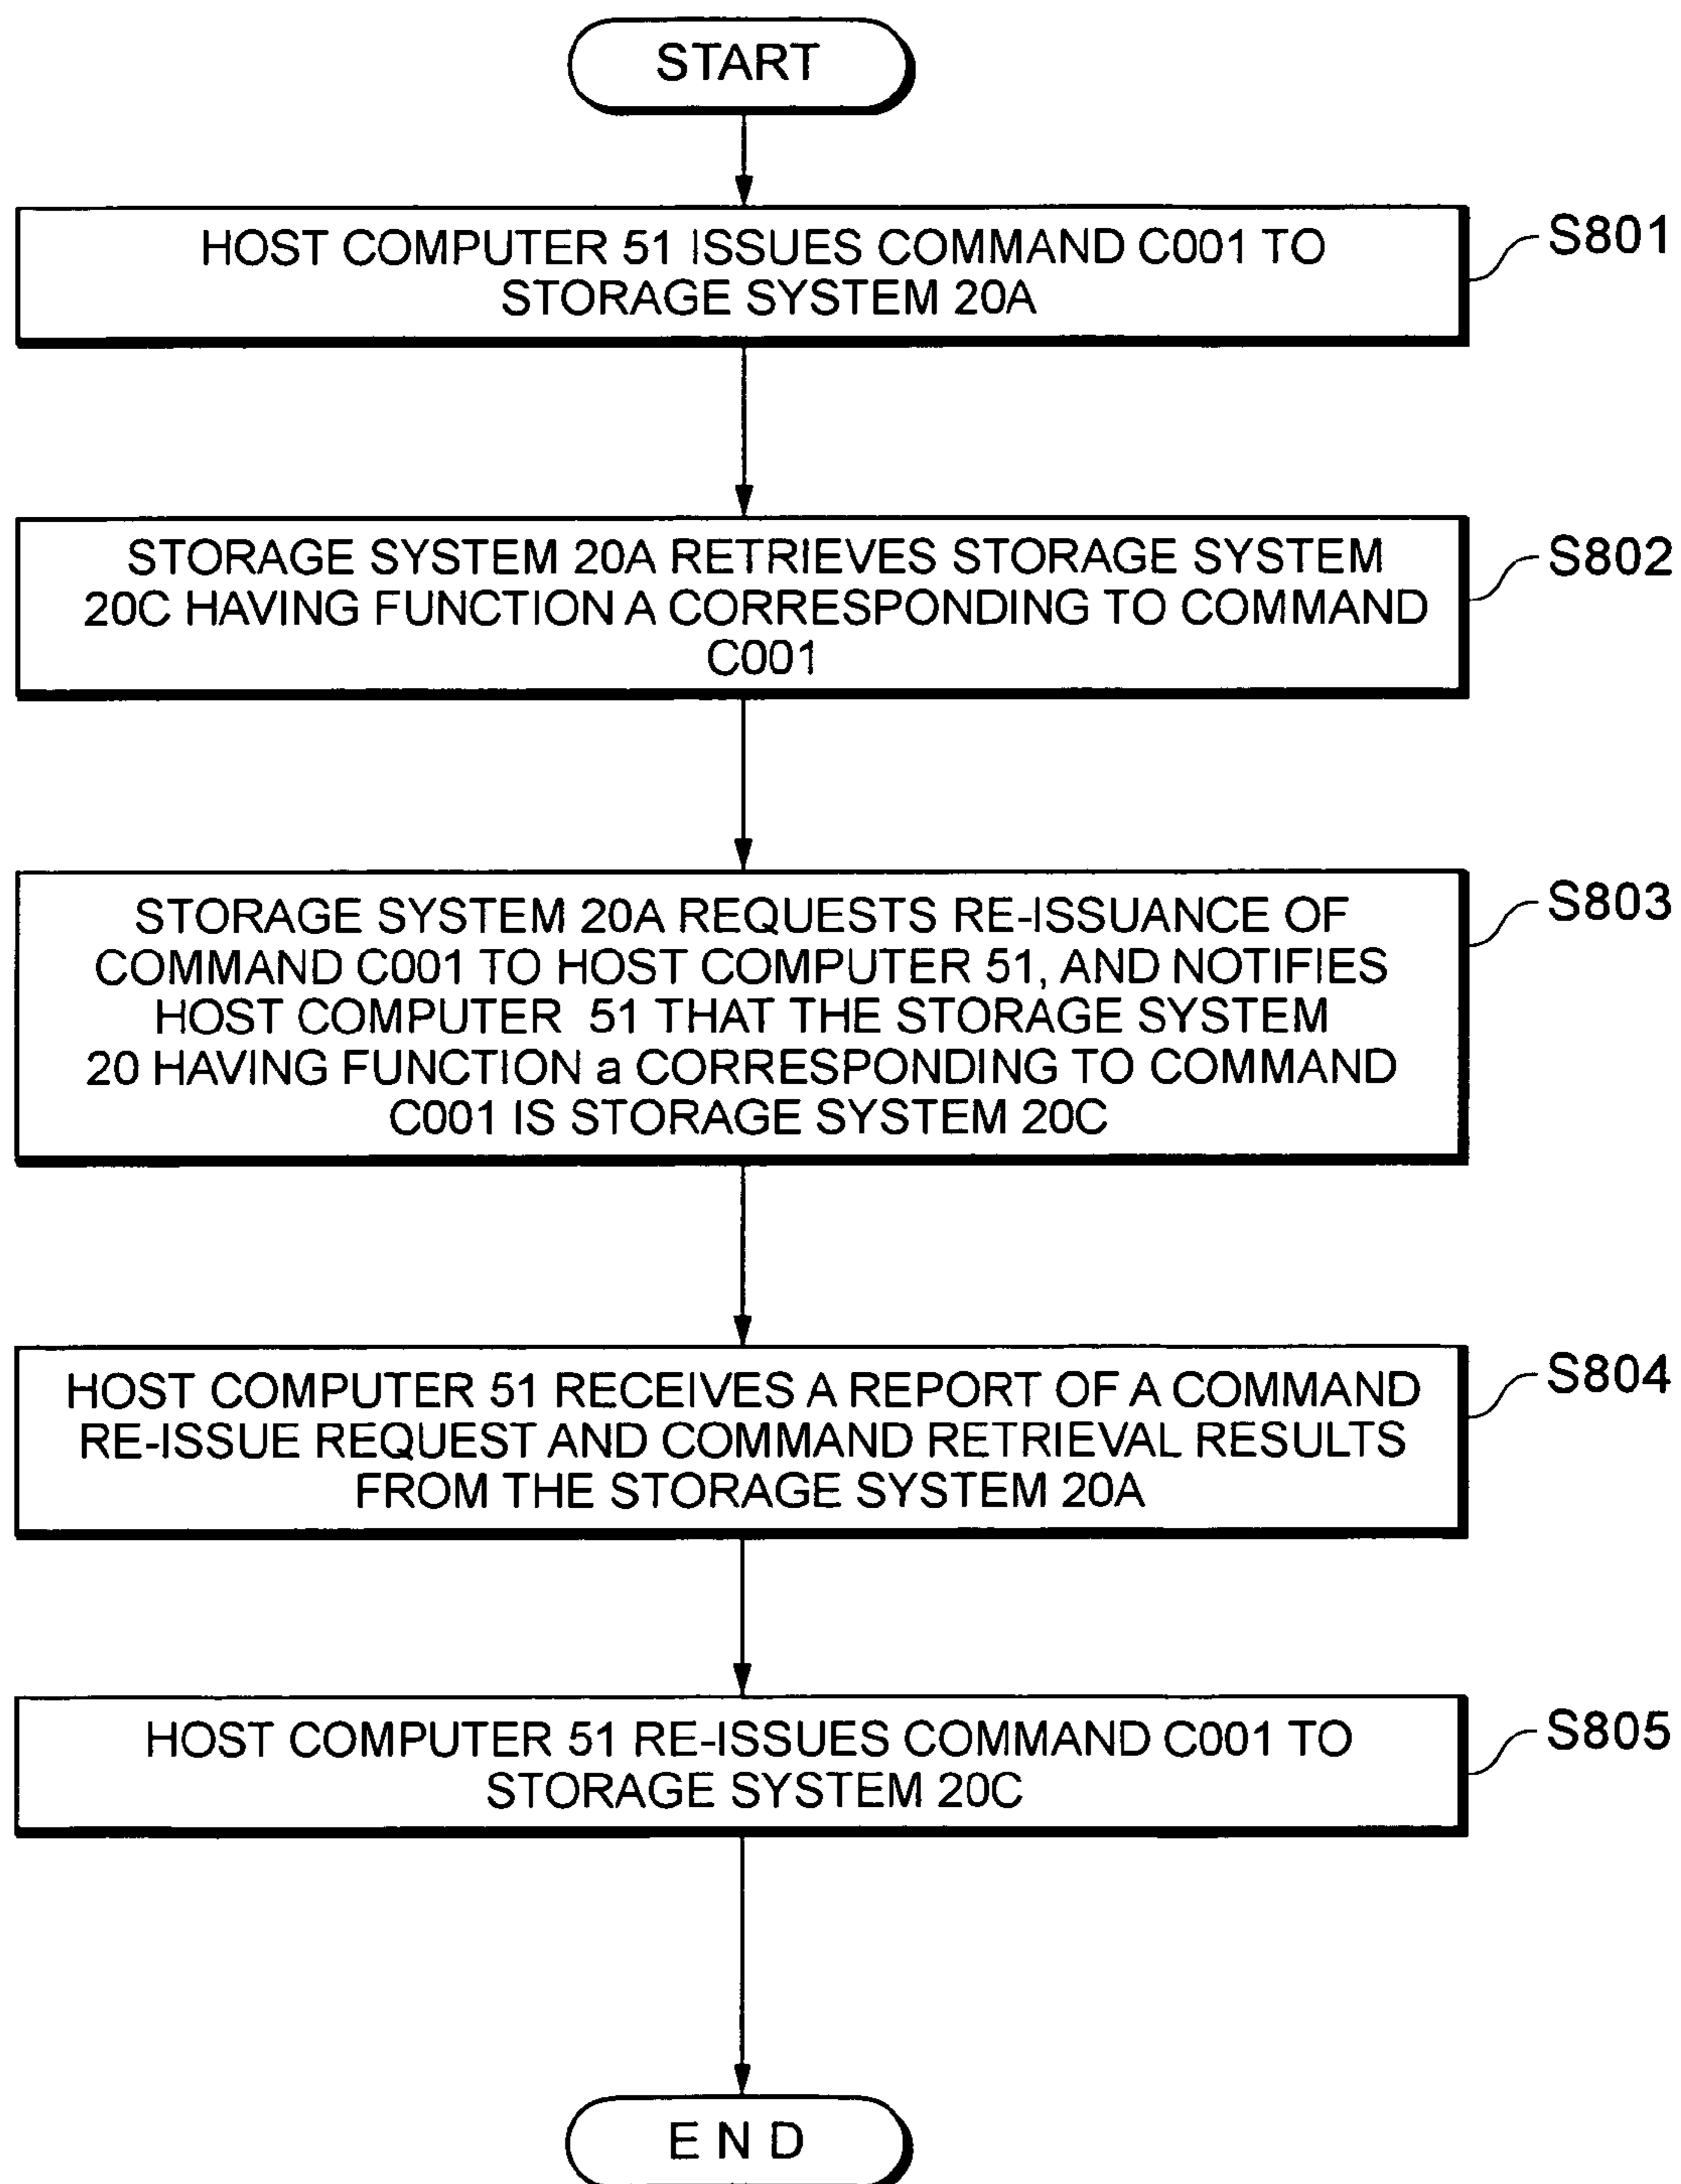 START
HOST COMPUTER 51 ISSUES COMMAND C001 TO
STORAGE SYSTEM 20A
S801
STORAGE SYSTEM 20A RETRIEVES STORAGE SYSTEM
20C HAVING FUNCTION A CORRESPONDING TO COMMAND
C001
S802
STORAGE SYSTEM 20A REQUESTS RE-ISSUANCE OF
COMMAND C001 TO HOST COMPUTER 51, AND NOTIFIES
HOST COMPUTER 51 THAT THE STORAGE SYSTEM
20 HAVING FUNCTION a CORRESPONDING TO COMMAND
C001 IS STORAGE SYSTEM 20C
S803
HOST COMPUTER 51 RECEIVES A REPORT OF A COMMAND
RE-ISSUE REQUEST AND COMMAND RETRIEVAL RESULTS
FROM THE STORAGE SYSTEM 20A
S804
HOST COMPUTER 51 RE-ISSUES COMMAND C001 TO
STORAGE SYSTEM 20C
S805
E N D